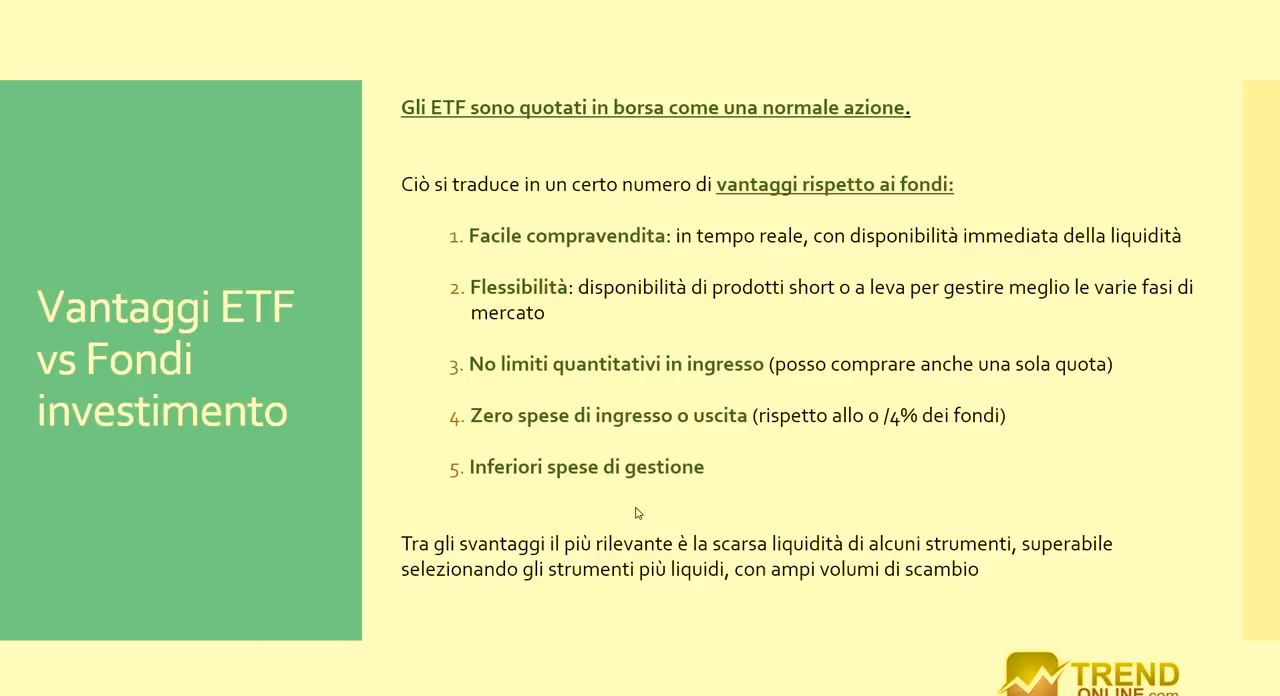 Vantaggi ETF
vs Fondi
investimento
Gli ETF sono quotati in borsa come una normale azione.
Ciò si traduce in un certo numero di vantaggi rispetto ai fondi:
1. Facile compravendita: in tempo reale, con disponibilità immediata della liquidità
2. Flessibilità: disponibilità di prodotti short o a leva per gestire meglio le varie fasi di
mercato
3. No limiti quantitativi in ingresso (posso comprare anche una sola quota)
4. Zero spese di ingresso o uscita (rispetto allo 0 /4% dei fondi)
5. Inferiori spese di gestione
Tra gli svantaggi il più rilevante è la scarsa liquidità di alcuni strumenti, superabile
selezionando gli strumenti più liquidi, con ampi volumi di scambio
TREND
ONLINE.com